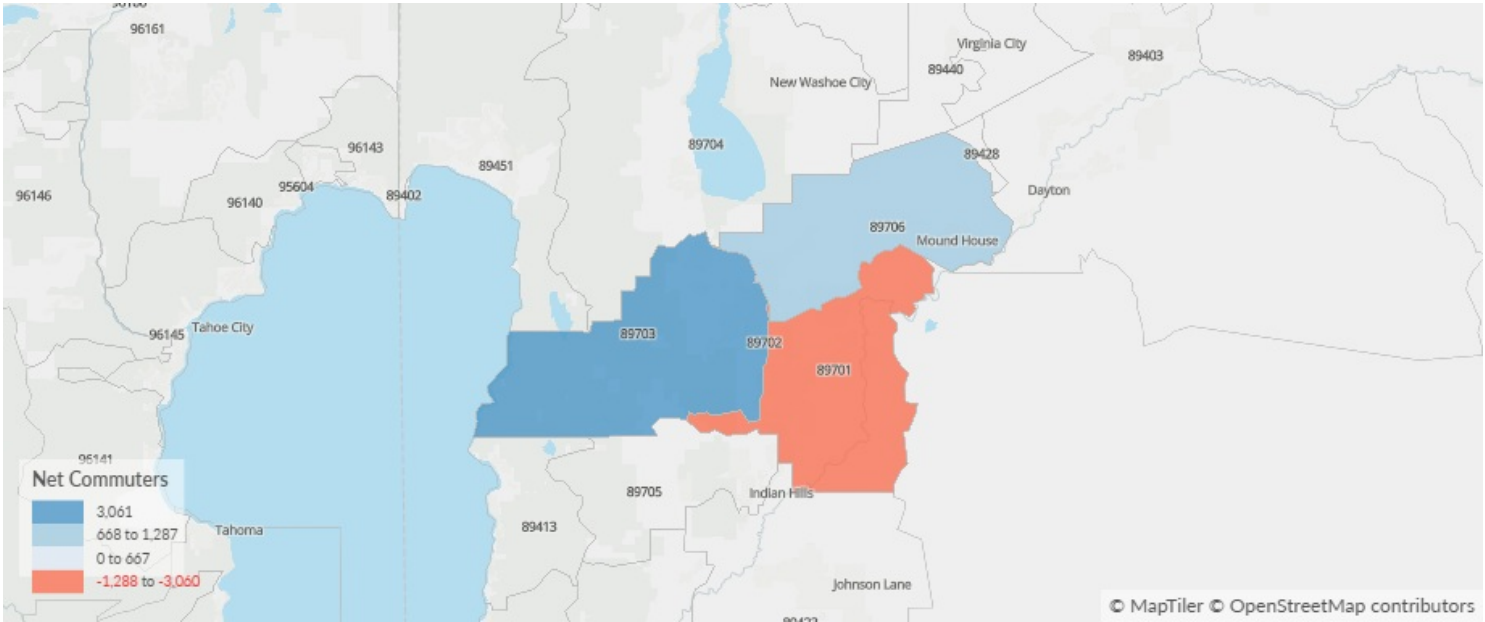 96161
Virginia City
89403
89440
New Washoe City
96143
89704
89428
89451
95604
89402
96140
96146
Dayton
89706
Mound House
Tahoe City
96145
89703
89702
89701
96141
Net Commuters
3,061
668 to 1,287
0 to 667
-1,288 to -3,060
Tahoma
89705
Indian Hills
89413
Johnson Lane
© MapTiler © OpenStreetMap contributors